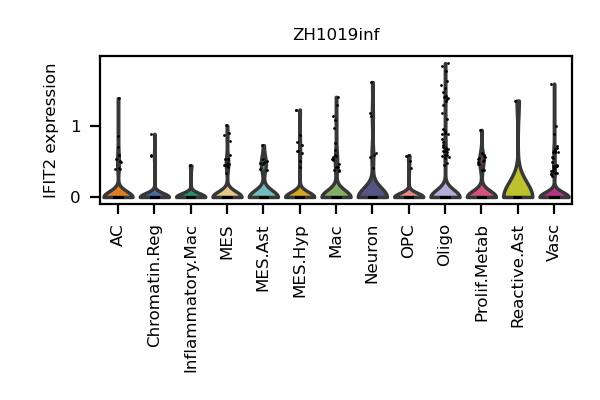 ZH1019inf
IFIT2 expression
1
0
AC
Chromatin.Reg
Inflammatory.Mac
MES
MES.Ast
MES.Hyp
Mac
Neuron
OPC
Oligo
Prolif.Metab
Reactive.Ast
Vasc